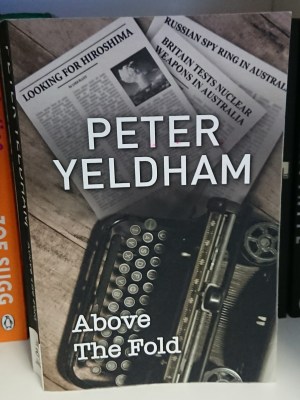 LOOKING FOR HIROSHIMA
RUSSIAN SPY RING IN AUSTRAL
BRITAIN TESTS NUCLEAR
WEAPONS IN AUSTRALIA
PETER
YELDHAM
Above
The Fold
ZOE SUGG